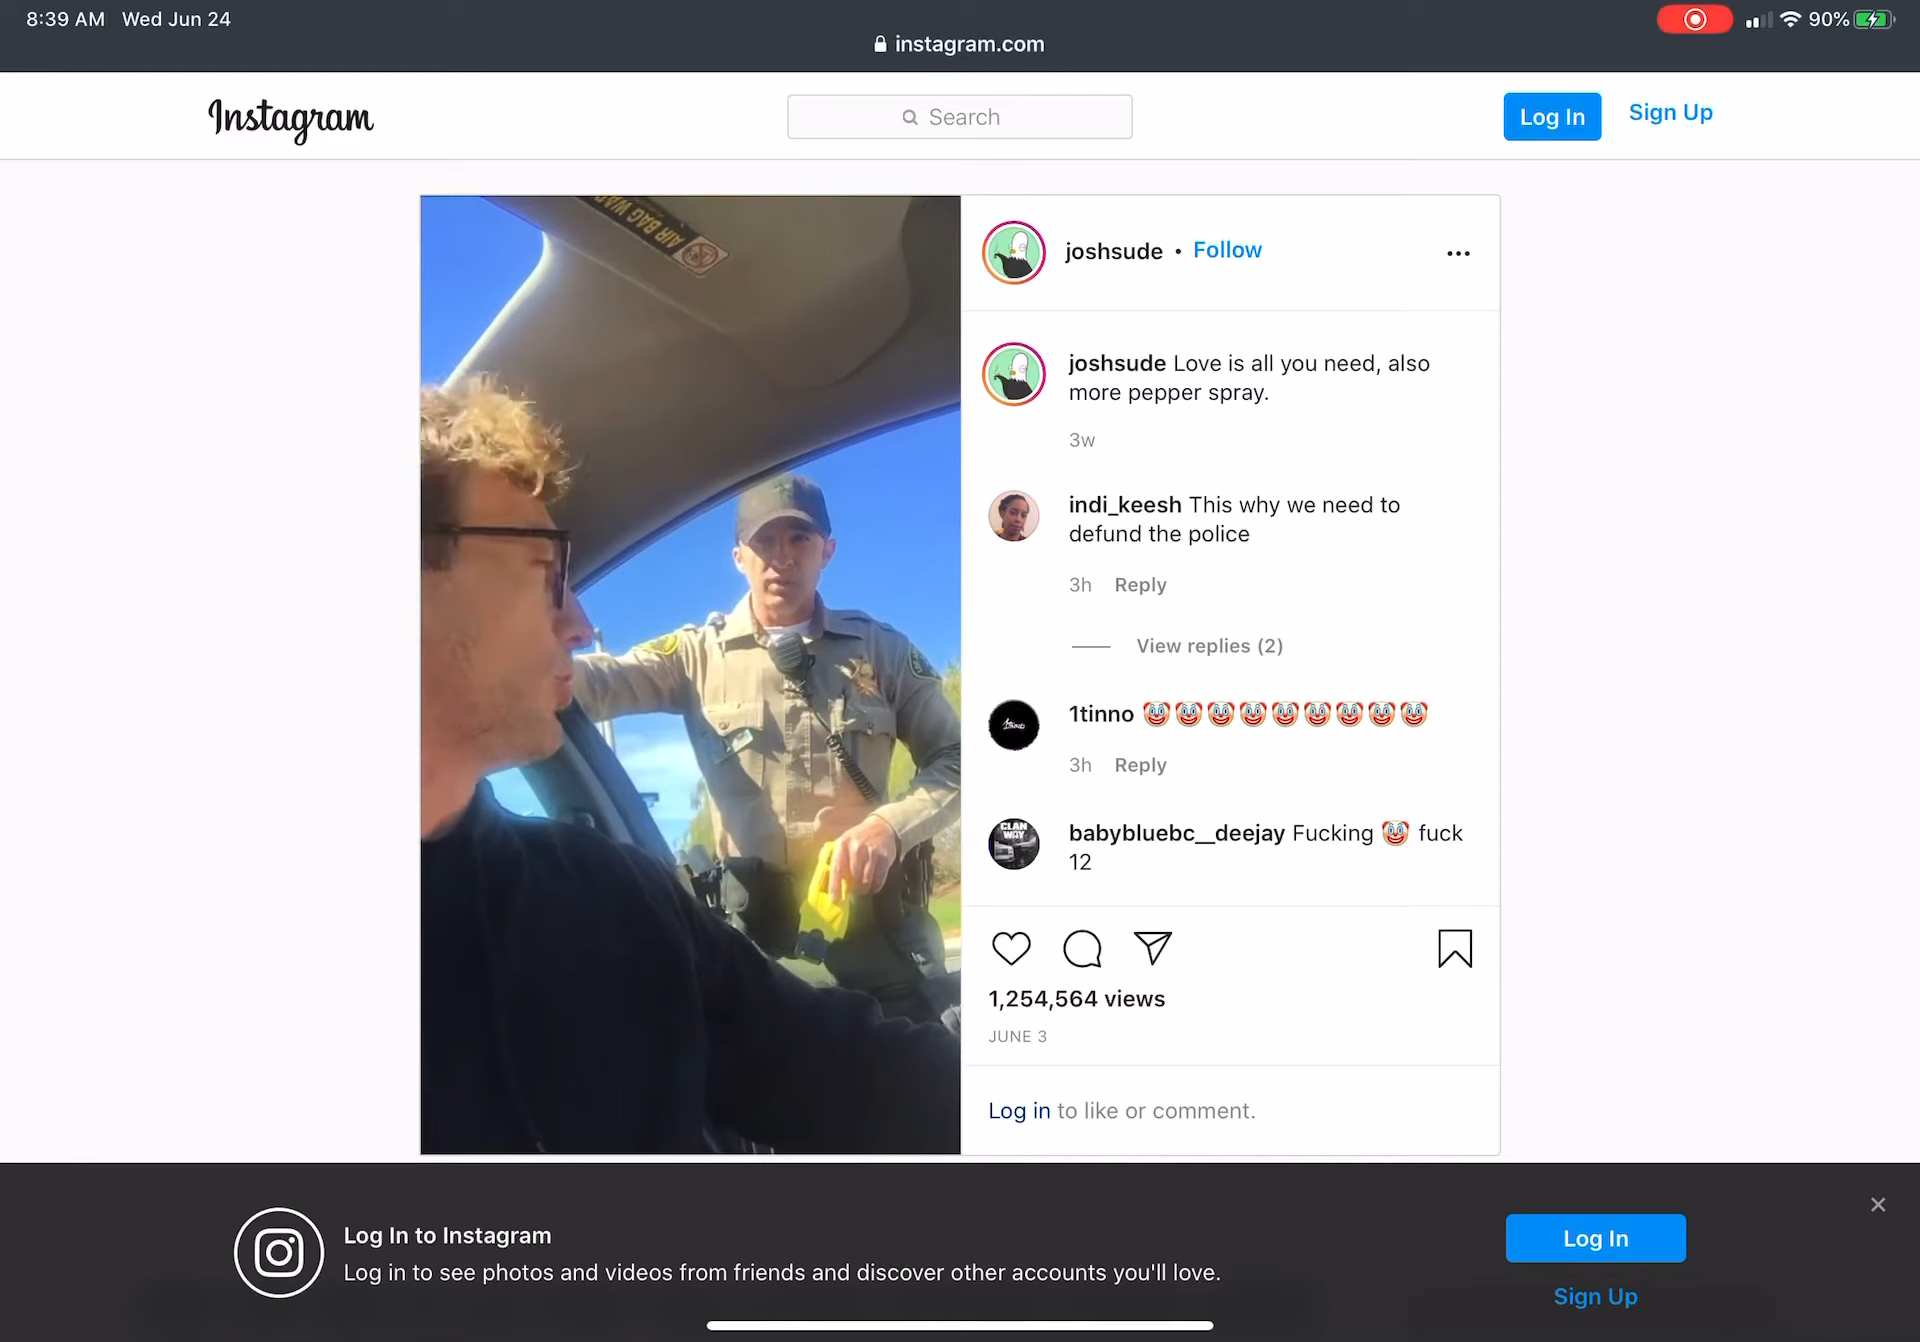 8:39 AM Wed Jun 24
90%
instagram.com
Instagram
Search
Log In
Sign Up
AIR BAG WAR
joshsude • Follow
joshsude Love is all you need, also
more pepper spray.
3w
indi_keesh This why we need to
defund the police
3h Reply
View replies (2)
1tinno 🤡🤡🤡🤡🤡🤡🤡🤡🤡
3h Reply
CLAN
WAY
babybluebc__deejay Fucking 🤡 fuck
12
1,254,564 views
JUNE 3
Log in to like or comment.
Log In to Instagram
Log in to see photos and videos from friends and discover other accounts you'll love.
Log In
Sign Up